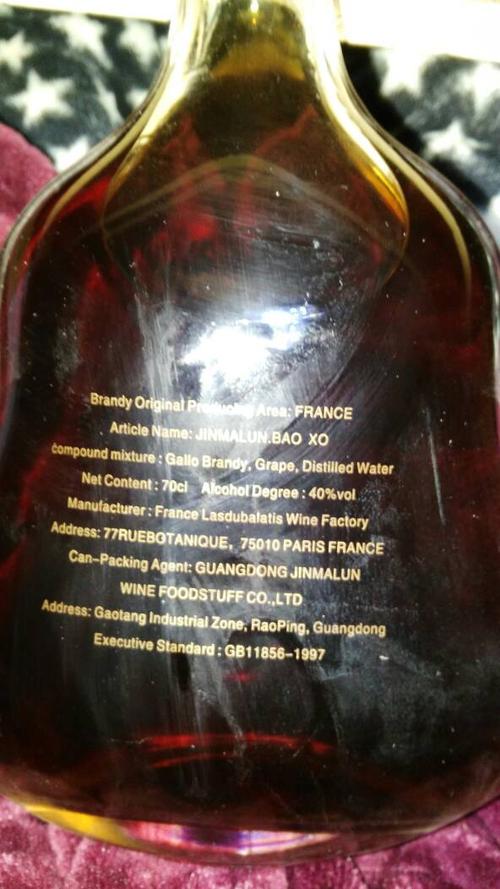 Brandy Original Producing Area: FRANCE
Article Name: JINMALUN.BAO XO
compound mixture : Gallo Brandy, Grape, Distilled Water
Net Content : 70cl Alcohol Degree : 40%vol
Manufacturer : France Lasdubalatis Wine Factory
Address: 77RUEBOTANIQUE, 75010 PARIS FRANCE
Can-Packing Agent: GUANGDONG JINMALUN
WINE FOODSTUFF CO.,LTD
Address: Gaotang Industrial Zone, RaoPing, Guangdong
Executive Standard : GB11856-1997